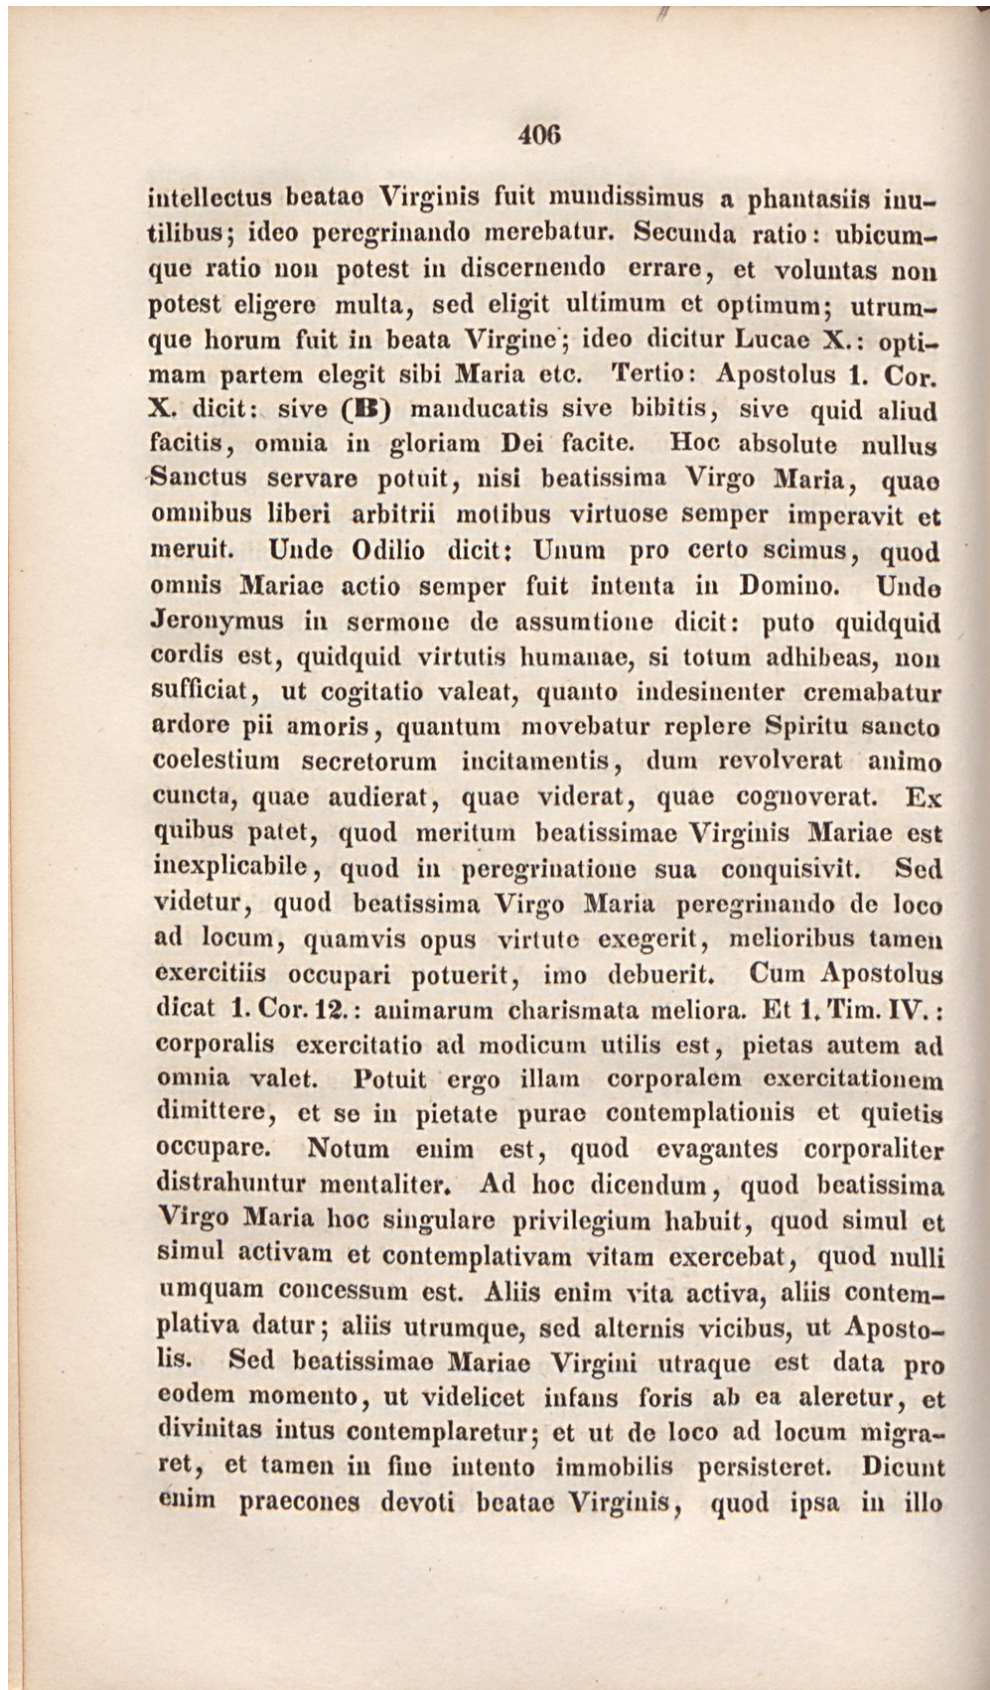 406
intellectus beatae Virginis fuit mundissimus a phantasiis inu-
tilibus; ideo peregrinando merebatur. Secunda ratio: ubicum-
que ratio non potest in discernendo errare, et voluntas non
potest eligere multa, sed eligit ultimum et optimum; utrum-
que horum fuit in beata Virgine; ideo dicitur Lucae X.: opti-
mam partem elegit sibi Maria etc. Tertio: Apostolus 1. Cor.
X. dicit: sive (B) manducatis sive bibitis, sive quid aliud
facitis, omnia in gloriam Dei facite. Hoc absolute nullus
Sanctus servare potuit, nisi beatissima Virgo Maria, quae
omnibus liberi arbitrii motibus virtuose semper imperavit et
meruit. Unde Odilio dicit: Unum pro certo scimus, quod
omnis Mariae actio semper fuit intenta in Domino. Unde
Jeronymus in sermone de assumtione dicit: puto quidquid
cordis est, quidquid virtutis humanae, si totum adhibeas, non
sufficiat, ut cogitatio valeat, quanto indesinenter cremabatur
ardore pii amoris, quantum movebatur replere Spiritu sancto
coelestium secretorum incitamentis, dum revolverat animo
cuncta, quae audierat, quae viderat, quae cognoverat. Ex
quibus patet, quod meritum beatissimae Virginis Mariae est
inexplicabile, quod in peregrinatione sua conquisivit. Sed
videtur, quod beatissima Virgo Maria peregrinando de loco
ad locum, quamvis opus virtute exegerit, melioribus tamen
exercitiis occupari potuerit, imo debuerit. Cum Apostolus
dicat 1. Cor. 12.: animarum charismata meliora. Et 1. Tim. IV.:
corporalis exercitatio ad modicum utilis est, pietas autem ad
omnia valet. Potuit ergo illam corporalem exercitationem
dimittere, et se in pietate purae contemplationis et quietis
occupare. Notum enim est, quod evagantes corporaliter
distrahuntur mentaliter. Ad hoc dicendum, quod beatissima
Virgo Maria hoc singulare privilegium habuit, quod simul et
simul activam et contemplativam vitam exercebat, quod nulli
umquam concessum est. Aliis enim vita activa, aliis contem-
plativa datur; aliis utrumque, sed alternis vicibus, ut Aposto-
lis. Sed beatissimae Mariae Virgini utraque est data pro
eodem momento, ut videlicet infans foris ab ea aleretur, et
divinitas intus contemplaretur; et ut de loco ad locum migra-
ret, et tamen in fine intento immobilis persisteret. Dicunt
enim praecones devoti beatae Virginis, quod ipsa in illo